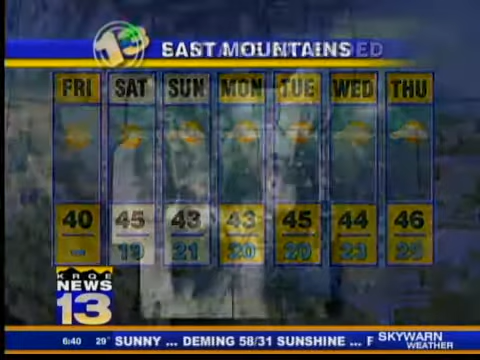 13 EAST MOUNTAINS
FRI SAT SUN MON TUE WED THU
40 45 43 43 45 44 46
-- 19 21 20 20 23
KRQE
NEWS
13
6:40 29° SUNNY ... DEMING 58/31 SUNSHINE ... F
SKYWARN
WEATHER